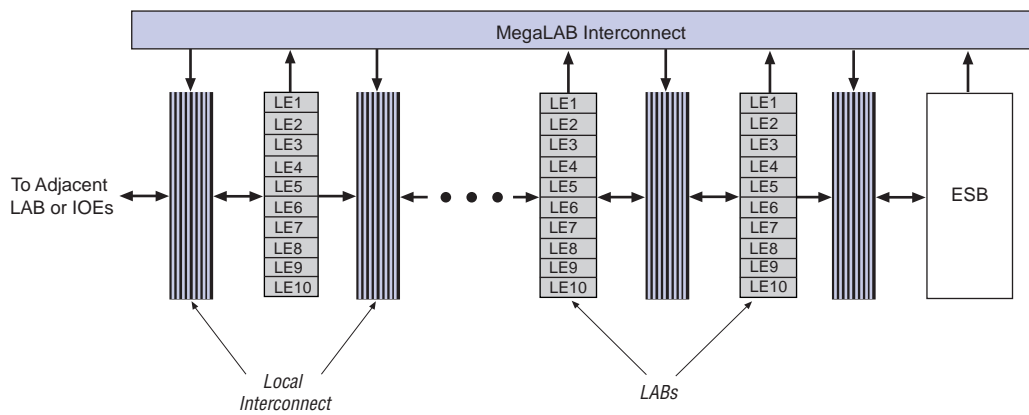 MegaLAB Interconnect
LE1
LE2
LE3
LE4
LE5
LE6
LE7
LE8
LE9
LE10
LE1
LE2
LE3
LE4
LE5
LE6
LE7
LE8
LE9
LE10
LE1
LE2
LE3
LE4
LE5
LE6
LE7
LE8
LE9
LE10
To Adjacent
LAB or IOEs
ESB
Local
Interconnect
LABs